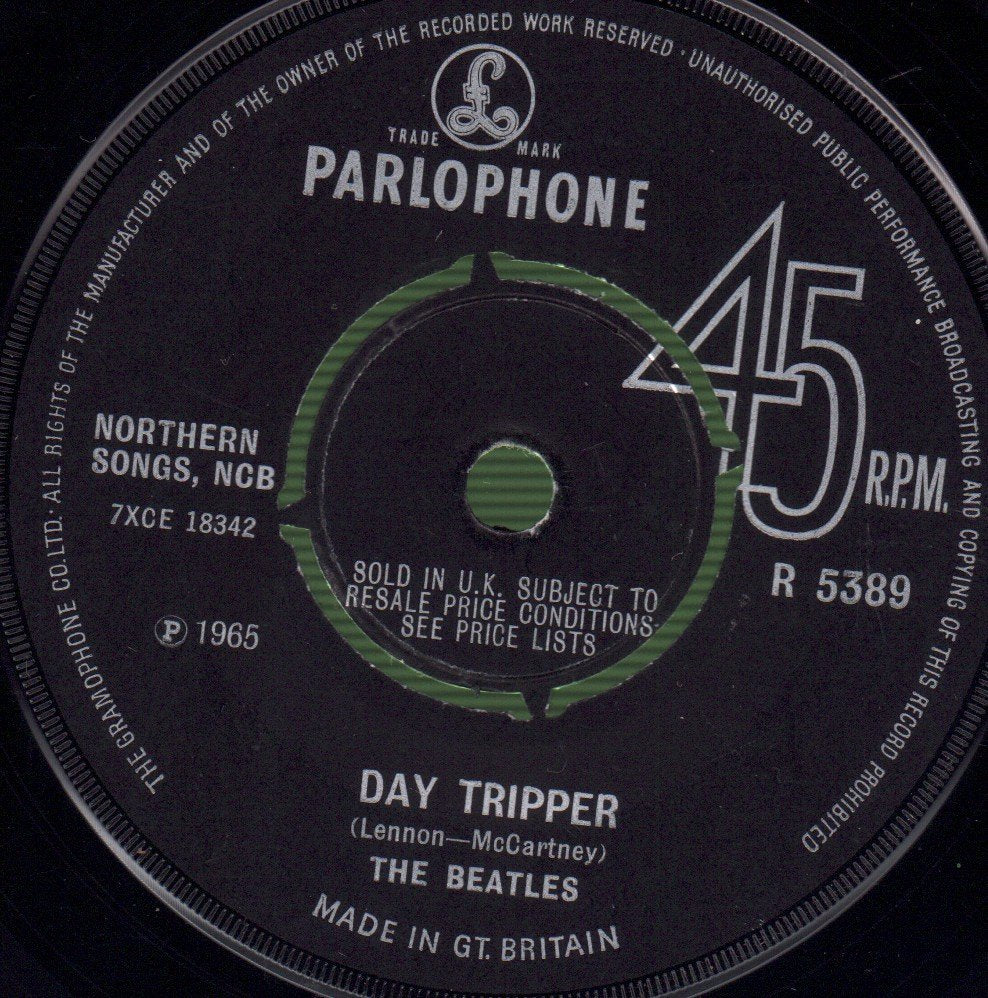 THE GRAMOPHONE CO.LTD. · ALL RIGHTS OF THE MANUFACTURER AND OF THE OWNER OF THE RECORDED WORK RESERVED · UNAUTHORISED PUBLIC PERFORMANCE BROADCASTING AND COPYING OF THIS RECORD PROHIBITED
£
TRADE MARK
PARLOPHONE
45 R.P.M.
NORTHERN
SONGS, NCB
7XCE 18342
Ⓟ 1965
SOLD IN U.K. SUBJECT TO
RESALE PRICE CONDITIONS.
SEE PRICE LISTS
R 5389
DAY TRIPPER
(Lennon—McCartney)
THE BEATLES
MADE IN GT. BRITAIN